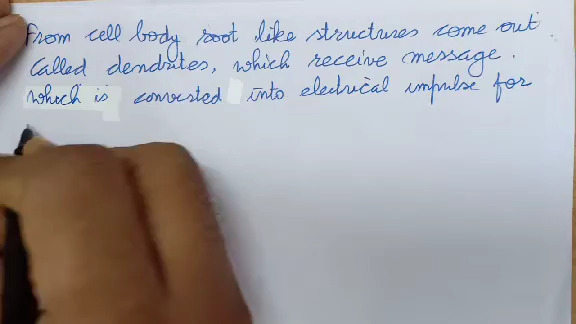 From cell body root like structures come out
Called dendrites, which receive message.
which is converted into electrical impulse for